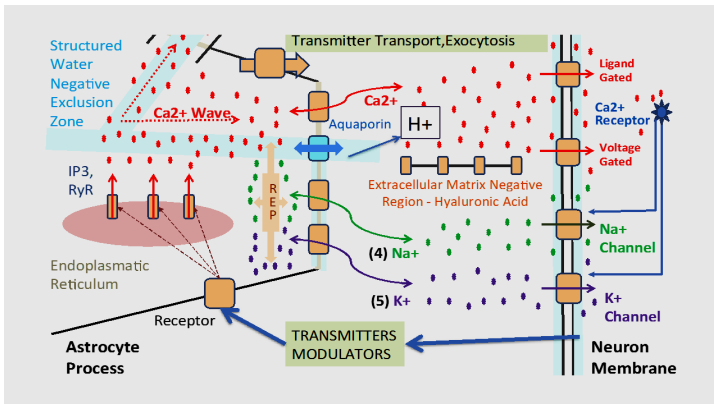 Transmitter Transport,Exocytosis
Structured
Water
Negative
Exclusion
Zone
Ca2+ Wave
Ca2+
Aquaporin
H+
Ligand
Gated
Ca2+
Receptor
Voltage
Gated
IP3,
RyR
REP
Extracellular Matrix Negative
Region - Hyaluronic Acid
(4) Na+
Na+
Channel
Endoplasmatic
Reticulum
(5) K+
K+
Channel
Receptor
TRANSMITTERS
MODULATORS
Astrocyte
Process
Neuron
Membrane